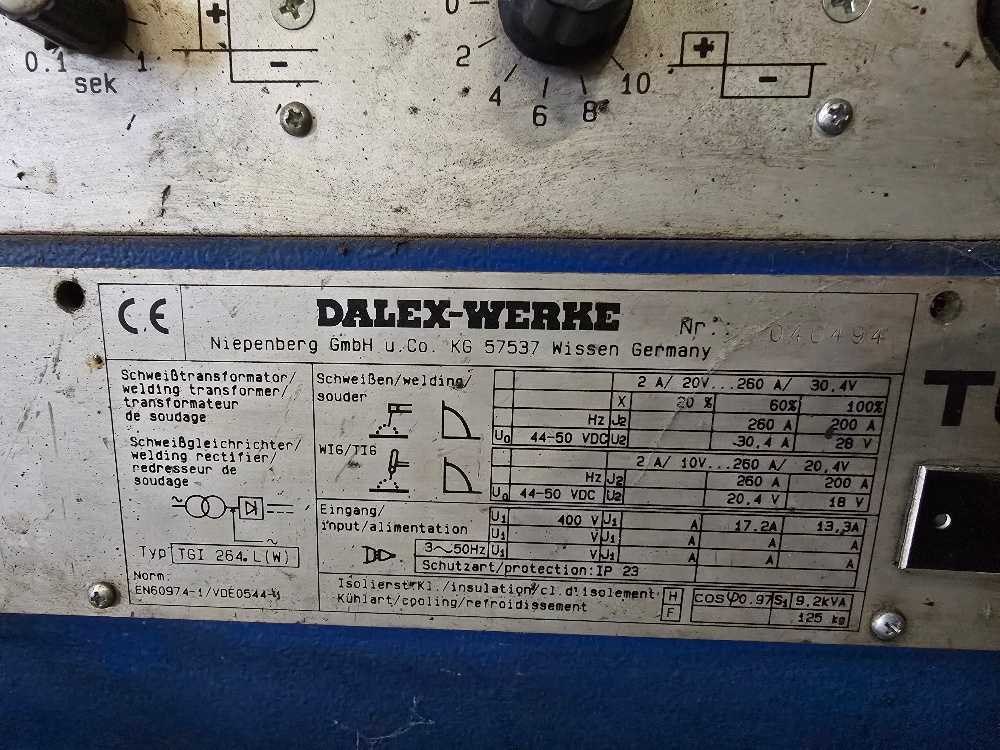 0.1
1
sek
0
2
4
6
8
10
+
-
+
-
CE
DALEX-WERKE
Nr.:
Niepenberg GmbH u.Co. KG 57537 Wissen Germany
Schweißtransformator/
welding transformer/
transformateur
de soudage
Schweißgleichrichter/
welding rectifier/
redresseur de
soudage
Typ TGI 264.L(W)
Norm:
EN60974-1/VDE0544-1
Schweißen/welding/
souder
WIG/TIG
2 A/ 20V...260 A/ 30.4V
X 20 % 60% 100%
Hz J2 260 A 200 A
U0 44-50 VDC U2 30,4 A 28 V
2 A/ 10V...260 A/ 20,4V
Hz J2 260 A 200 A
U0 44-50 VDC U2 20.4 V 18 V
Eingang/
input/alimentation
3~50Hz
U1 400 V J1 A 17.2A 13,3A
U1 V J1 A A A
U1 V J1 A A A
Schutzart/protection:IP 23
Isolierst.Kl./insulation/cl.d'isolement H
Kühlart/cooling/refroidissement F
cosφ0.97 S1 9.2kVA
125 kg